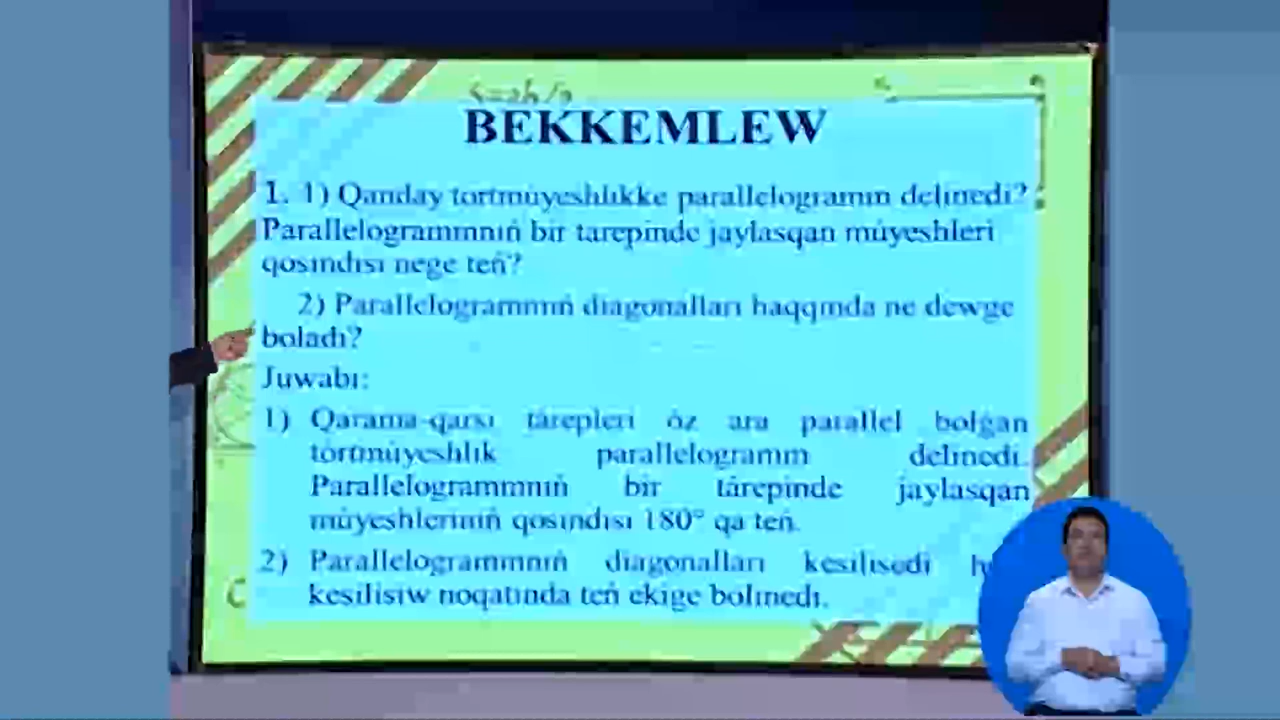 S=ah/2
BEKKEMLEW
1. 1) Qanday tórtmúyeshlikke parallelogramm delinedi?
Parallelogrammnıń bir tárepinde jaylasqan múyeshleri
qosındısı nege teń?
2) Parallelogrammnıń diagonalları haqqında ne dewge
boladı?
Juwabı:
1) Qarama-qarsı tárepleri óz ara parallel bolǵan
tórtmúyeshlik parallelogramm delinedi.
Parallelogrammnıń bir tárepinde jaylasqan
múyeshleriniń qosındısı 180° qa teń.
2) Parallelogrammnıń diagonalları kesilisedi
kesilisiw noqatında teń ekige bólinedi.